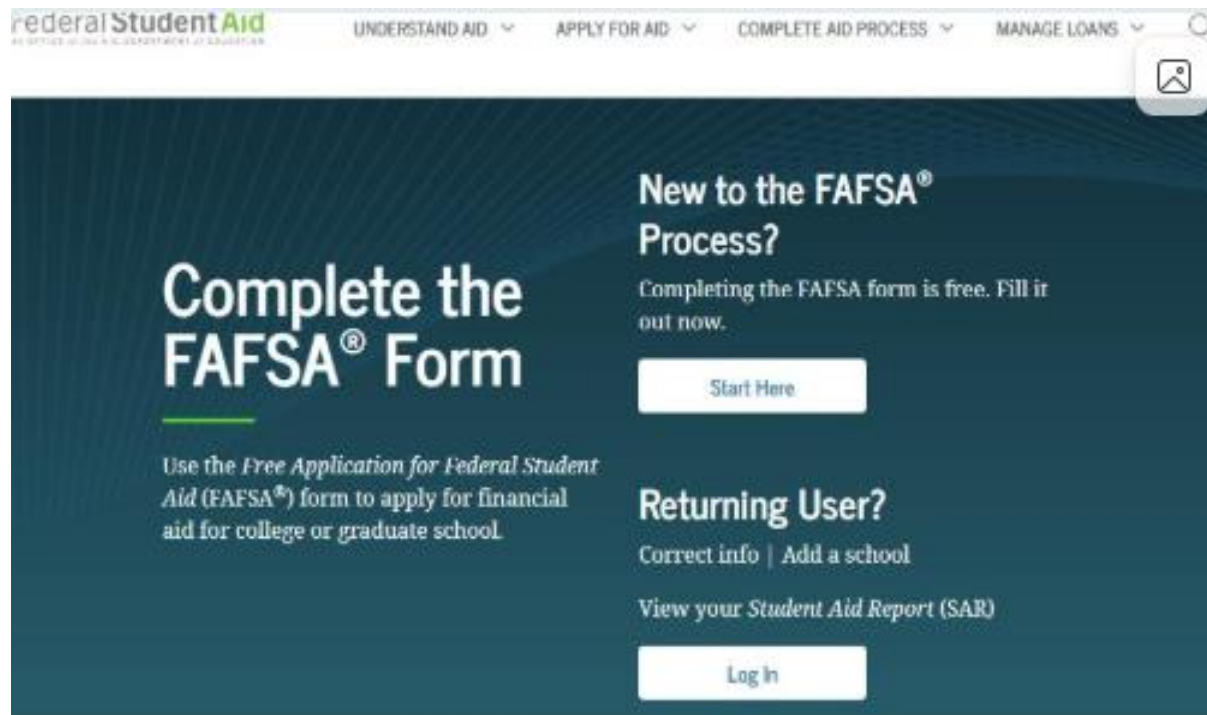 Federal Student Aid
UNDERSTAND AID
APPLY FOR AID
COMPLETE AID PROCESS
MANAGE LOANS
Complete the
FAFSA® Form
Use the Free Application for Federal Student
Aid (FAFSA®) form to apply for financial
aid for college or graduate school.
New to the FAFSA®
Process?
Completing the FAFSA form is free. Fill it
out now.
Start Here
Returning User?
Correct info | Add a school
View your Student Aid Report (SAR)
Log In